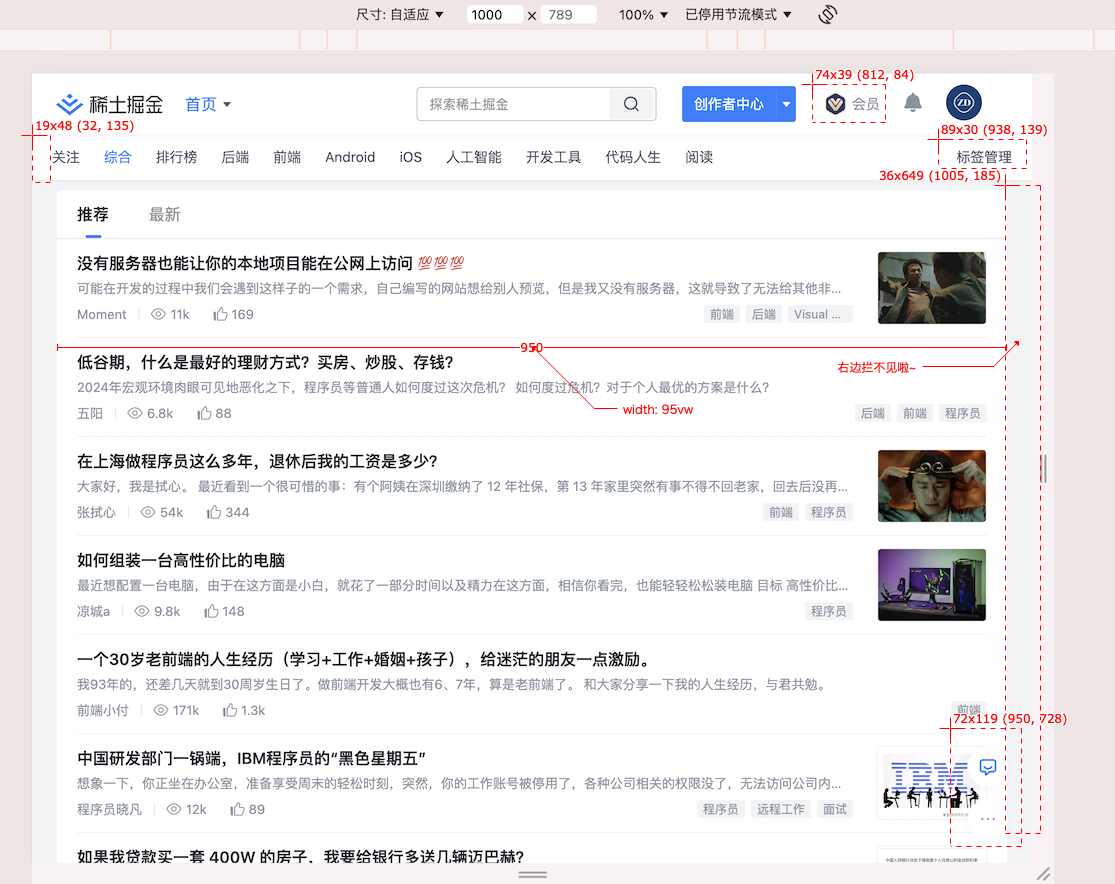 尺寸: 自适应 ▼ 1000 × 789 100% ▼ 已停用节流模式 ▼
74x39 (812, 84)
稀土掘金 首页 探索稀土掘金 创作者中心 会员 ZD
19x48 (32, 135)
89x30 (938, 139)
关注 综合 排行榜 后端 前端 Android iOS 人工智能 开发工具 代码人生 阅读 标签管理
36x649 (1005, 185)
推荐 最新
没有服务器也能让你的本地项目能在公网上访问 💯💯💯
可能在开发的过程中我们会遇到这样子的一个需求，自己编写的网站想给别人预览，但是我又没有服务器，这就导致了无法给其他非...
Moment 11k 169 前端 后端 Visual ...
950
低谷期，什么是最好的理财方式？买房、炒股、存钱？
右边拦不见啦~
2024年宏观环境肉眼可见地恶化之下，程序员等普通人如何度过这次危机？ 如何度过危机？对于个人最优的方案是什么？
width: 95vw
五阳 6.8k 88 后端 前端 程序员
在上海做程序员这么多年，退休后我的工资是多少？
大家好，我是拭心。 最近看到一个很可惜的事：有个阿姨在深圳缴纳了 12 年社保，第 13 年家里突然有事不得不回老家，回去后没再...
张拭心 54k 344 前端 程序员
如何组装一台高性价比的电脑
最近想配置一台电脑，由于在这方面是小白，就花了一部分时间以及精力在这方面，相信你看完，也能轻轻松松装电脑 目标 高性价比...
凉城a 9.8k 148 程序员
一个30岁老前端的人生经历（学习+工作+婚姻+孩子），给迷茫的朋友一点激励。
我93年的，还差几天就到30周岁生日了。做前端开发大概也有6、7年，算是老前端了。 和大家分享一下我的人生经历，与君共勉。
前端小付 171k 1.3k 前端
72x119 (950, 728)
中国研发部门一锅端，IBM程序员的“黑色星期五”
想象一下，你正坐在办公室，准备享受周末的轻松时刻，突然，你的工作账号被停用了，各种公司相关的权限没了，无法访问公司内...
IBM
程序员晓凡 12k 89 程序员 远程工作 面试
如果我贷款买一套 400W 的房子，我要给银行多送几辆迈巴赫？